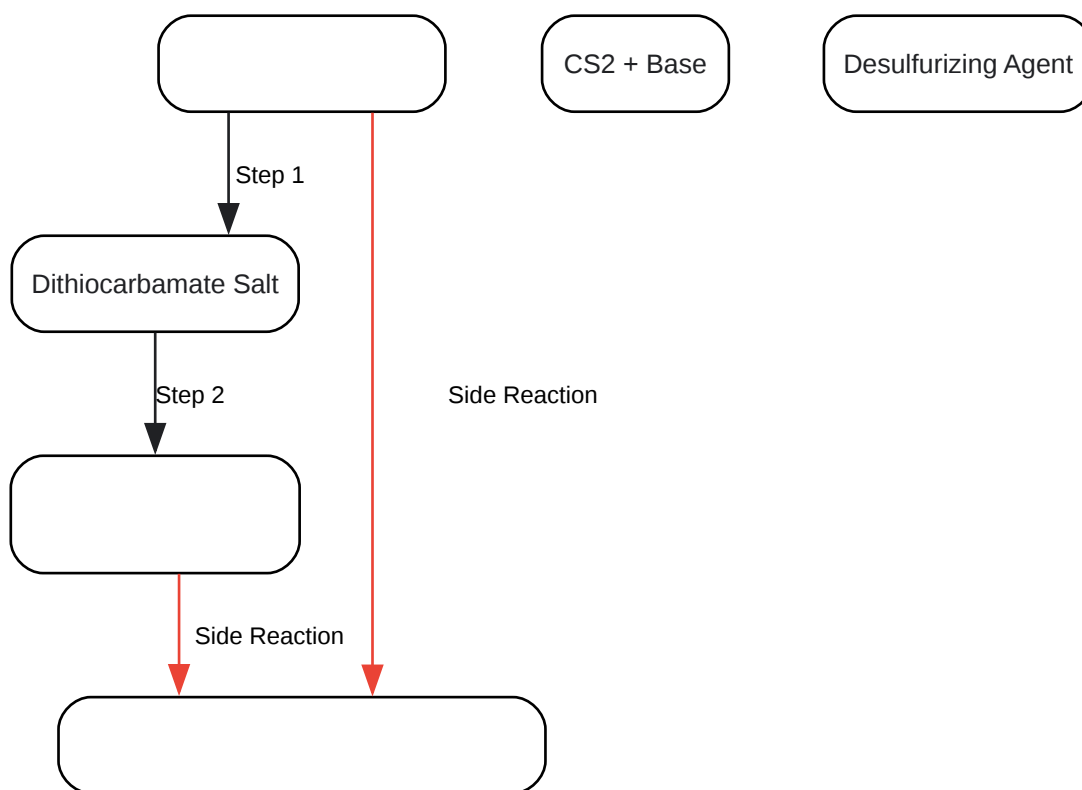 CS2 + Base
Desulfurizing Agent
Step 1
Dithiocarbamate Salt
Step 2
Side Reaction
Side Reaction